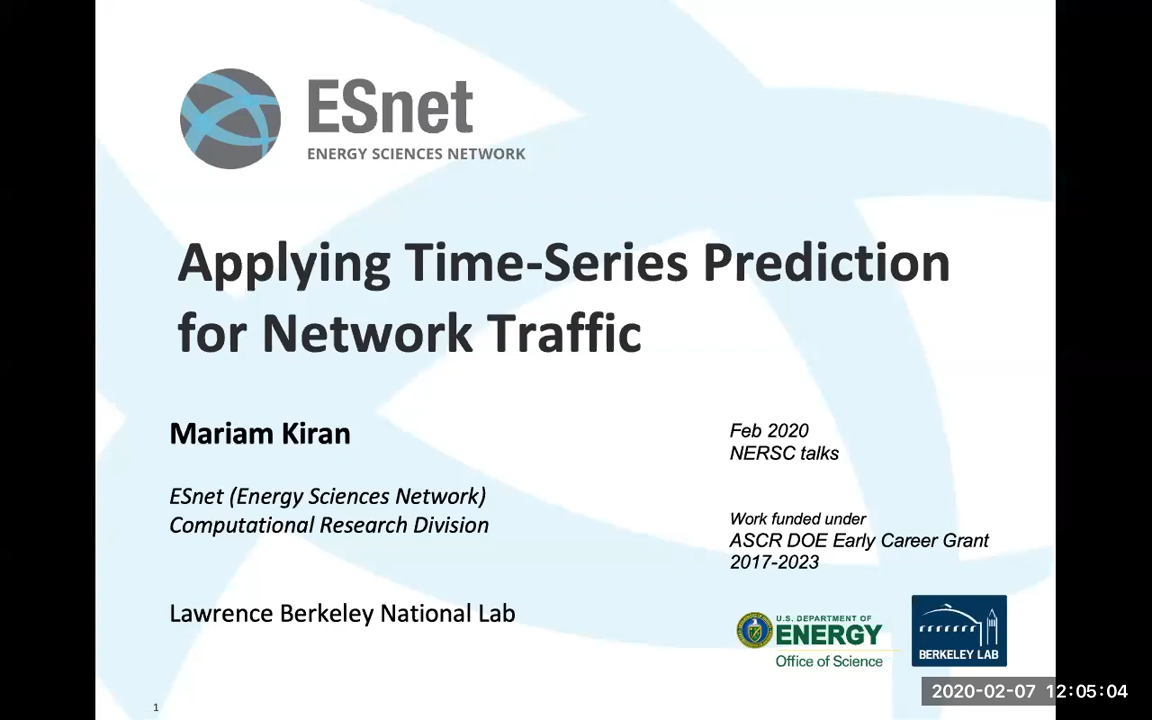 ESnet
ENERGY SCIENCES NETWORK
Applying Time-Series Prediction
for Network Traffic
Mariam Kiran
ESnet (Energy Sciences Network)
Computational Research Division
Lawrence Berkeley National Lab
Feb 2020
NERSC talks
Work funded under
ASCR DOE Early Career Grant
2017-2023
U.S. DEPARTMENT OF
ENERGY
Office of Science
BERKELEY LAB
2020-02-07 12:05:04
1